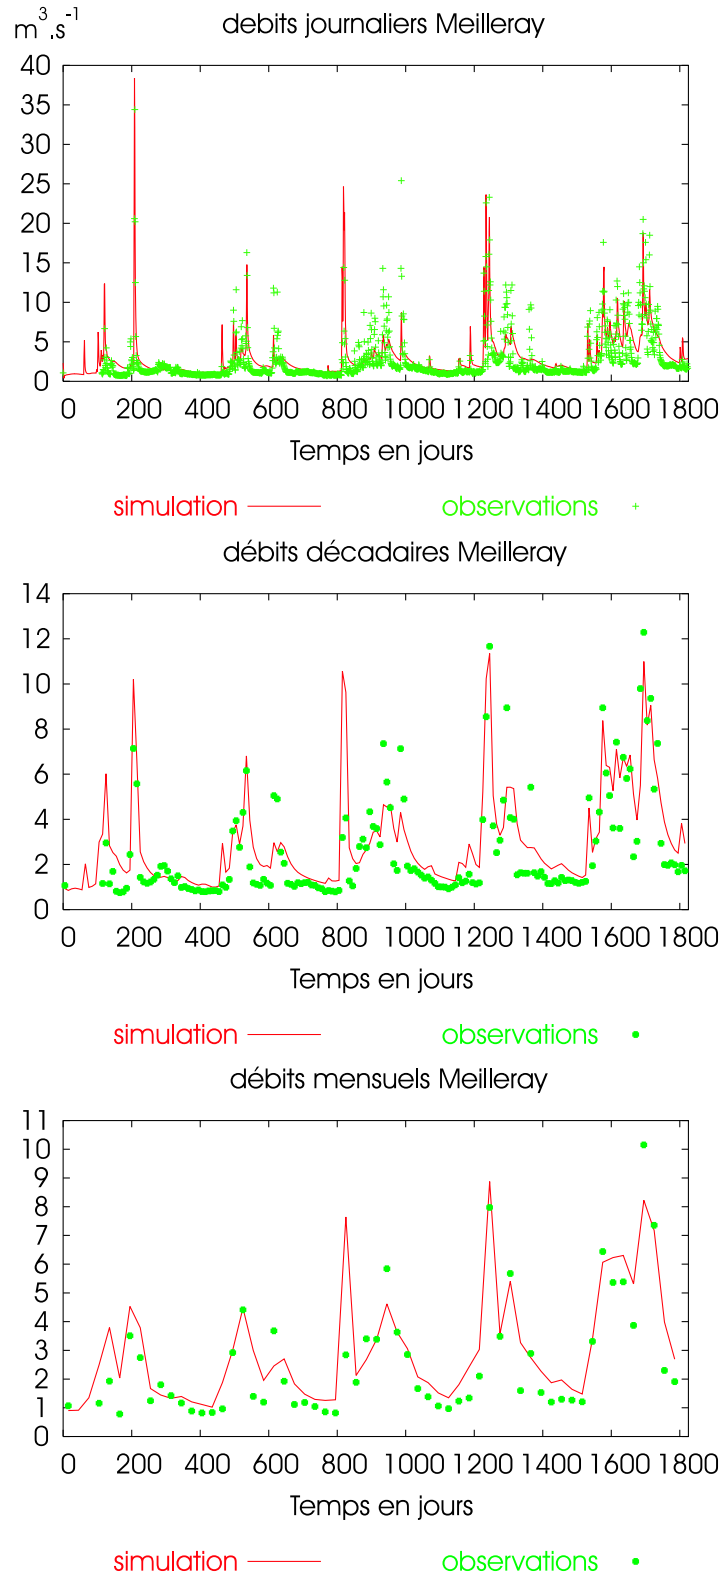 m³.s⁻¹
debits journaliers Meilleray
40
35
30
25
20
15
10
5
0
0 200 400 600 800 1000 1200 1400 1600 1800
Temps en jours
simulation observations
débits décadaires Meilleray
14
12
10
8
6
4
2
0
0 200 400 600 800 1000 1200 1400 1600 1800
Temps en jours
simulation observations
débits mensuels Meilleray
11
10
9
8
7
6
5
4
3
2
1
0
0 200 400 600 800 1000 1200 1400 1600 1800
Temps en jours
simulation observations